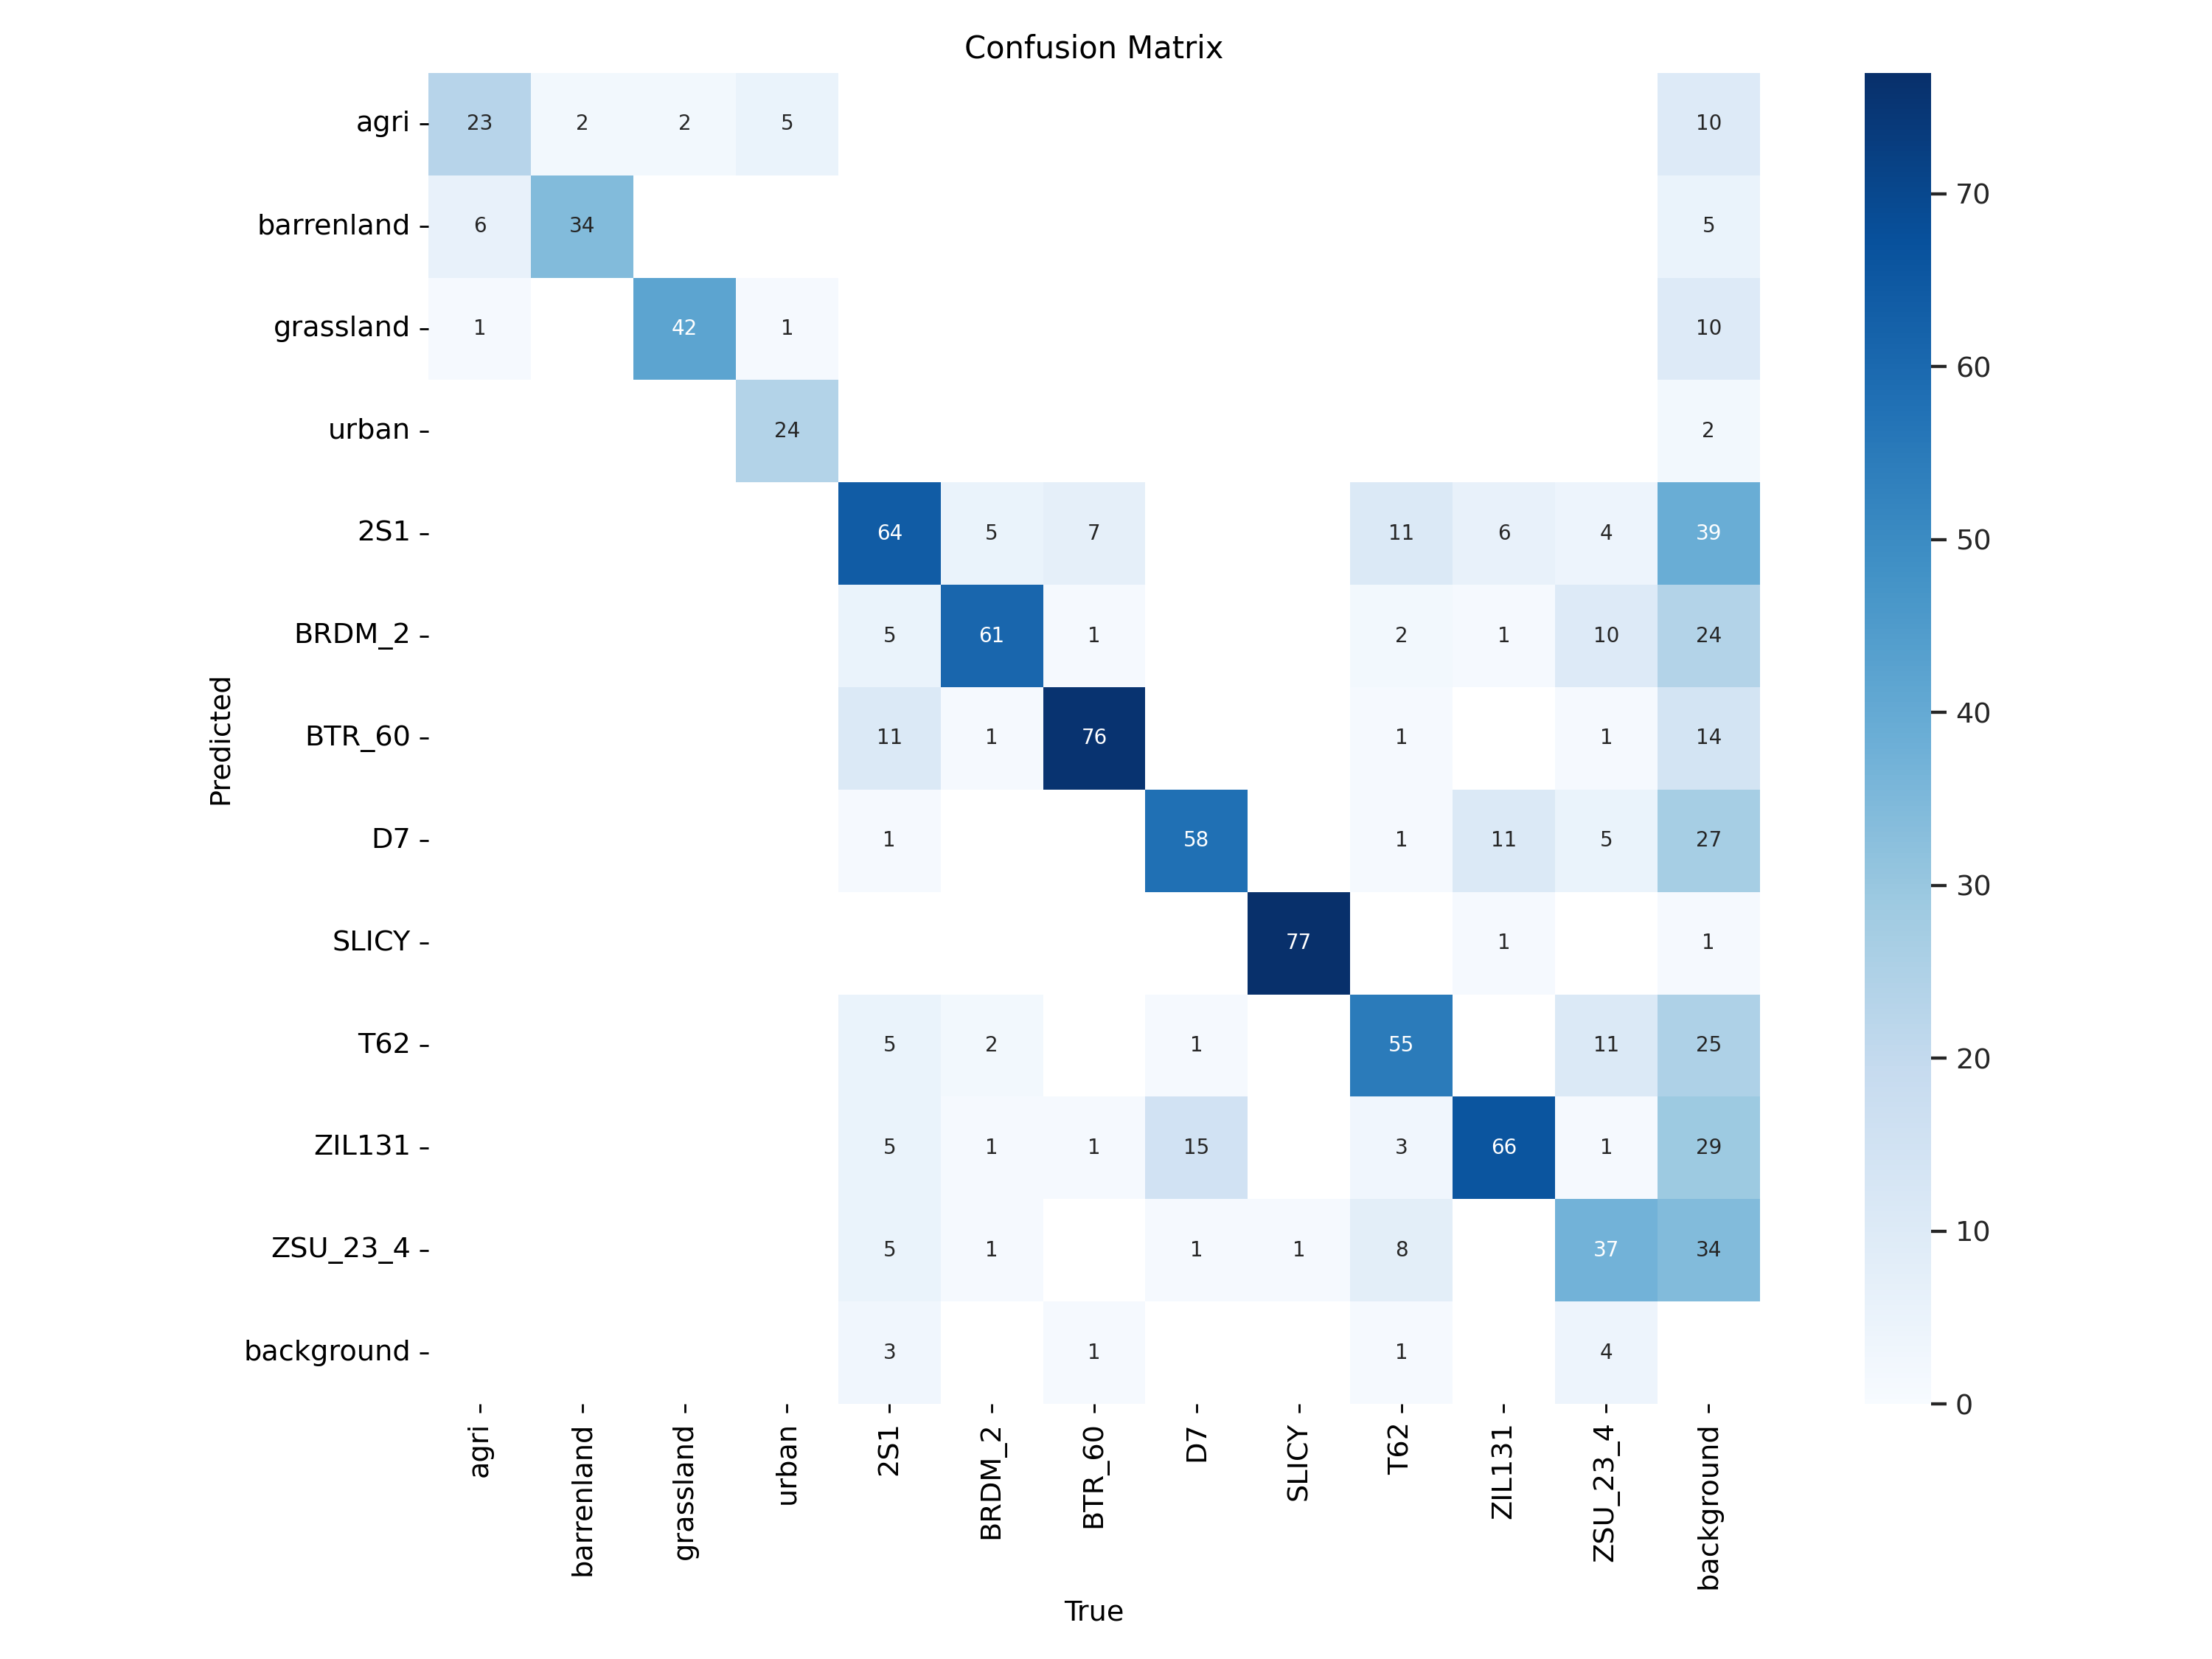 Confusion Matrix
agri 23 2 2 5 10
barrenland 6 34 5
grassland 1 42 1 10
urban 24 2
2S1 64 5 7 11 6 4 39
BRDM_2 5 61 1 2 1 10 24
BTR_60 11 1 76 1 1 14
D7 1 58 1 11 5 27
SLICY 77 1 1
T62 5 2 1 55 11 25
ZIL131 5 1 1 15 3 66 1 29
ZSU_23_4 5 1 1 1 8 37 34
background 3 1 1 4
Predicted
agri barrenland grassland urban 2S1 BRDM_2 BTR_60 D7 SLICY T62 ZIL131 ZSU_23_4 background
True
70
60
50
40
30
20
10
0